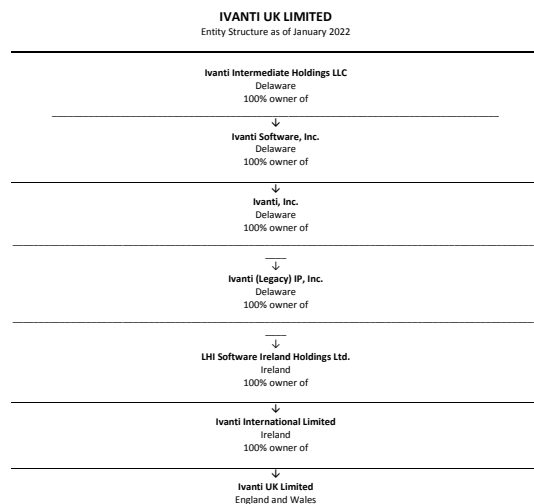 IVANTI UK LIMITED
Entity Structure as of January 2022
Ivanti Intermediate Holdings LLC
Delaware
100% owner of
↓
Ivanti Software, Inc.
Delaware
100% owner of
↓
Ivanti, Inc.
Delaware
100% owner of
↓
Ivanti (Legacy) IP, Inc.
Delaware
100% owner of
↓
LHI Software Ireland Holdings Ltd.
Ireland
100% owner of
↓
Ivanti International Limited
Ireland
100% owner of
↓
Ivanti UK Limited
England and Wales